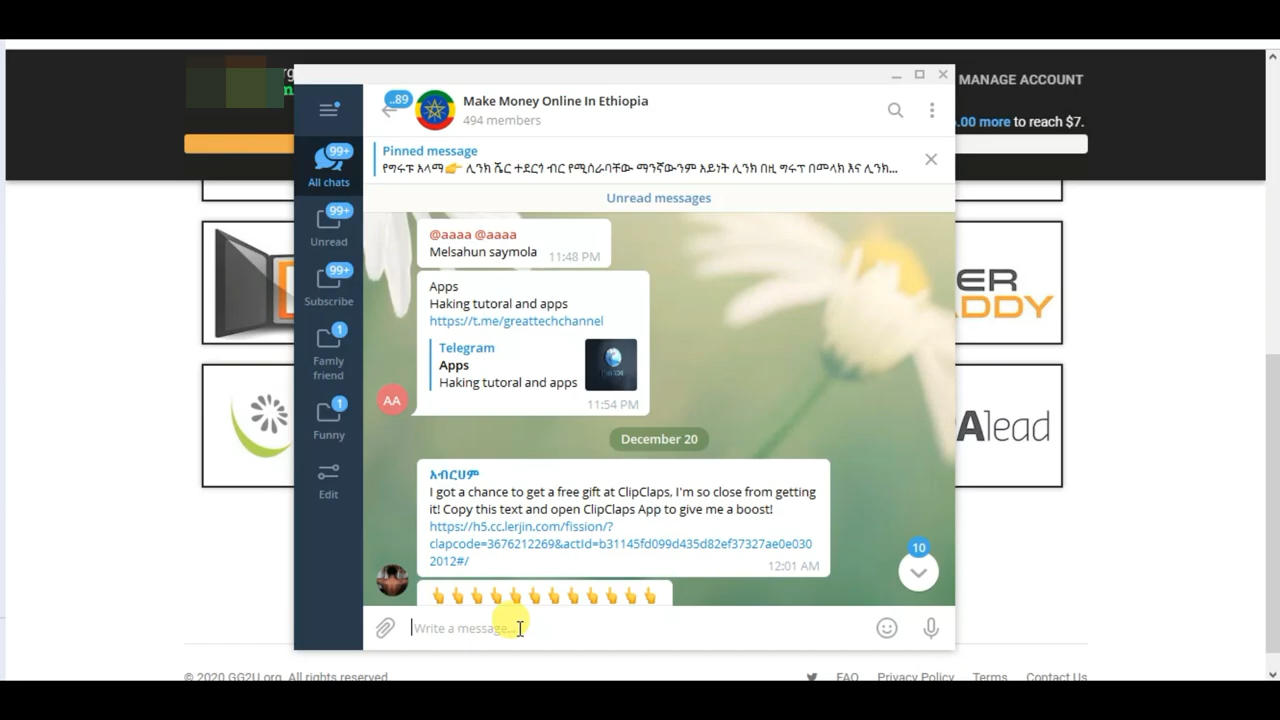 MANAGE ACCOUNT
.00 more to reach $7.
..89
Make Money Online In Ethiopia
494 members
Pinned message
የግሩፑ አላማ👉 ሊንክ ሼር ተደርጎ ብር የሚሰራባቸው ማንኛውንም አይነት ሊንክ በዚ ግሩፕ በመላክ እና ሊንክ...
99+
All chats
99+
Unread
99+
Subscribe
1
Famly
friend
1
Funny
Edit
Unread messages
@aaaa @aaaa
Melsahun saymola
11:48 PM
Apps
Haking tutoral and apps
https://t.me/greattechchannel
Telegram
Apps
Haking tutoral and apps
11:54 PM
AA
December 20
አብርሀም
I got a chance to get a free gift at ClipClaps, I'm so close from getting
it! Copy this text and open ClipClaps App to give me a boost!
https://h5.cc.lerjin.com/fission/?
clapcode=3676212269&actId=b31145fd099d435d82ef37327ae0e030
2012#/
12:01 AM
👆👆👆👆👆👆👆👆👆👆👆👆
10
Write a message...
ER
DDY
Alead
© 2020 GG2U.org. All rights reserved
FAQ
Privacy Policy
Terms
Contact Us